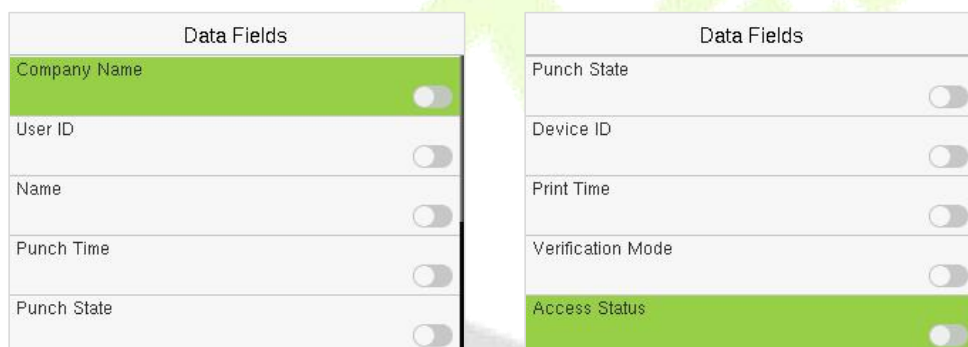 Data Fields
Company Name
User ID
Name
Punch Time
Punch State
Data Fields
Punch State
Device ID
Print Time
Verification Mode
Access Status